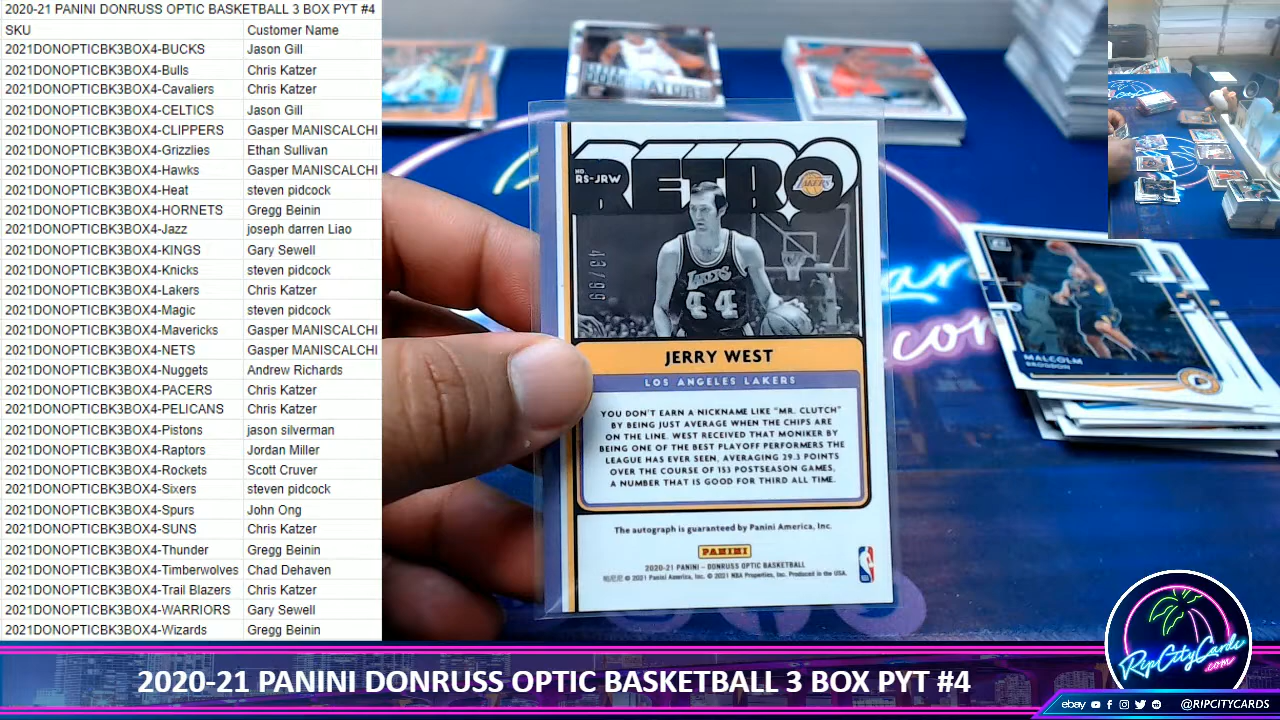 2020-21 PANINI DONRUSS OPTIC BASKETBALL 3 BOX PYT #4
SKU Customer Name
2021DONOPTICBK3BOX4-BUCKS Jason Gill
2021DONOPTICBK3BOX4-Bulls Chris Katzer
2021DONOPTICBK3BOX4-Cavaliers Chris Katzer
2021DONOPTICBK3BOX4-CELTICS Jason Gill
2021DONOPTICBK3BOX4-CLIPPERS Gasper MANISCALCHI
2021DONOPTICBK3BOX4-Grizzlies Ethan Sullivan
2021DONOPTICBK3BOX4-Hawks Gasper MANISCALCHI
2021DONOPTICBK3BOX4-Heat steven pidcock
2021DONOPTICBK3BOX4-HORNETS Gregg Beinin
2021DONOPTICBK3BOX4-Jazz joseph darren Liao
2021DONOPTICBK3BOX4-KINGS Gary Sewell
2021DONOPTICBK3BOX4-Knicks steven pidcock
2021DONOPTICBK3BOX4-Lakers Chris Katzer
2021DONOPTICBK3BOX4-Magic steven pidcock
2021DONOPTICBK3BOX4-Mavericks Gasper MANISCALCHI
2021DONOPTICBK3BOX4-NETS Gasper MANISCALCHI
2021DONOPTICBK3BOX4-Nuggets Andrew Richards
2021DONOPTICBK3BOX4-PACERS Chris Katzer
2021DONOPTICBK3BOX4-PELICANS Chris Katzer
2021DONOPTICBK3BOX4-Pistons jason silverman
2021DONOPTICBK3BOX4-Raptors Jordan Miller
2021DONOPTICBK3BOX4-Rockets Scott Cruver
2021DONOPTICBK3BOX4-Sixers steven pidcock
2021DONOPTICBK3BOX4-Spurs John Ong
2021DONOPTICBK3BOX4-SUNS Chris Katzer
2021DONOPTICBK3BOX4-Thunder Gregg Beinin
2021DONOPTICBK3BOX4-Timberwolves Chad Dehaven
2021DONOPTICBK3BOX4-Trail Blazers Chris Katzer
2021DONOPTICBK3BOX4-WARRIORS Gary Sewell
2021DONOPTICBK3BOX4-Wizards Gregg Beinin
RETRO
NO. RS-JRW
LAKERS
43/99
LAKERS
44
JERRY WEST
LOS ANGELES LAKERS
YOU DON'T EARN A NICKNAME LIKE "MR. CLUTCH"
BY BEING JUST AVERAGE WHEN THE CHIPS ARE
ON THE LINE. WEST RECEIVED THAT MONIKER BY
BEING ONE OF THE BEST PLAYOFF PERFORMERS THE
LEAGUE HAS EVER SEEN, AVERAGING 29.3 POINTS
OVER THE COURSE OF 153 POSTSEASON GAMES,
A NUMBER THAT IS GOOD FOR THIRD ALL TIME.
The autograph is guaranteed by Panini America, Inc.
PANINI
2020-21 PANINI – DONRUSS OPTIC BASKETBALL
© 2021 Panini America, Inc. © 2021 NBA Properties, Inc. Produced in the USA.
MALCOLM
BROGDON
2020-21 PANINI DONRUSS OPTIC BASKETBALL 3 BOX PYT #4
RipCityCards
.com
ebay @RIPCITYCARDS